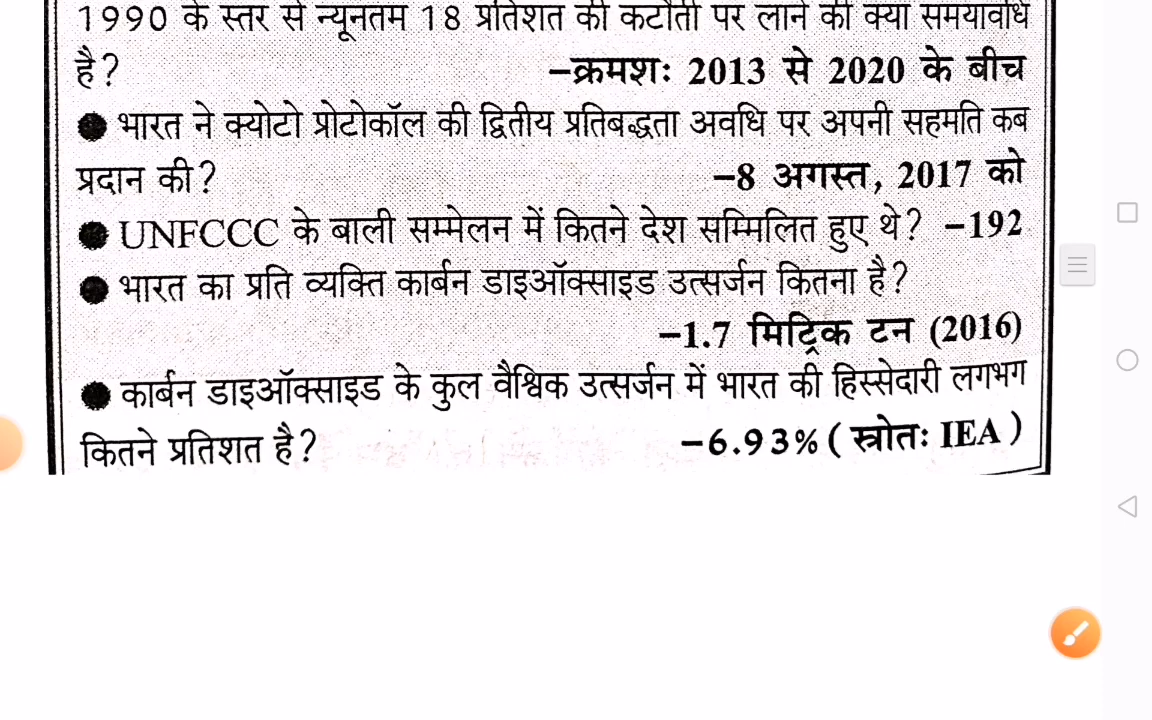 1990 के स्तर से न्यूनतम 18 प्रतिशत की कटौती पर लाने की क्या समयावधि
है? –क्रमशः 2013 से 2020 के बीच
● भारत ने क्योटो प्रोटोकॉल की द्वितीय प्रतिबद्धता अवधि पर अपनी सहमति कब
प्रदान की? –8 अगस्त, 2017 को
● UNFCCC के बाली सम्मेलन में कितने देश सम्मिलित हुए थे? –192
● भारत का प्रति व्यक्ति कार्बन डाइऑक्साइड उत्सर्जन कितना है?
–1.7 मिट्रिक टन (2016)
● कार्बन डाइऑक्साइड के कुल वैश्विक उत्सर्जन में भारत की हिस्सेदारी लगभग
कितने प्रतिशत है? –6.93% ( स्रोतः IEA )